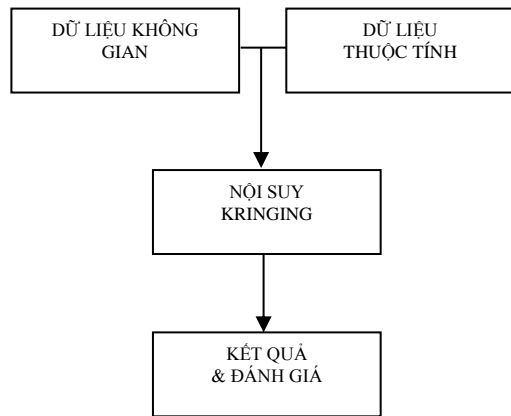 DỮ LIỆU KHÔNG
GIAN
DỮ LIỆU
THUỘC TÍNH
NỘI SUY
KRINGING
KẾT QUẢ
& ĐÁNH GIÁ